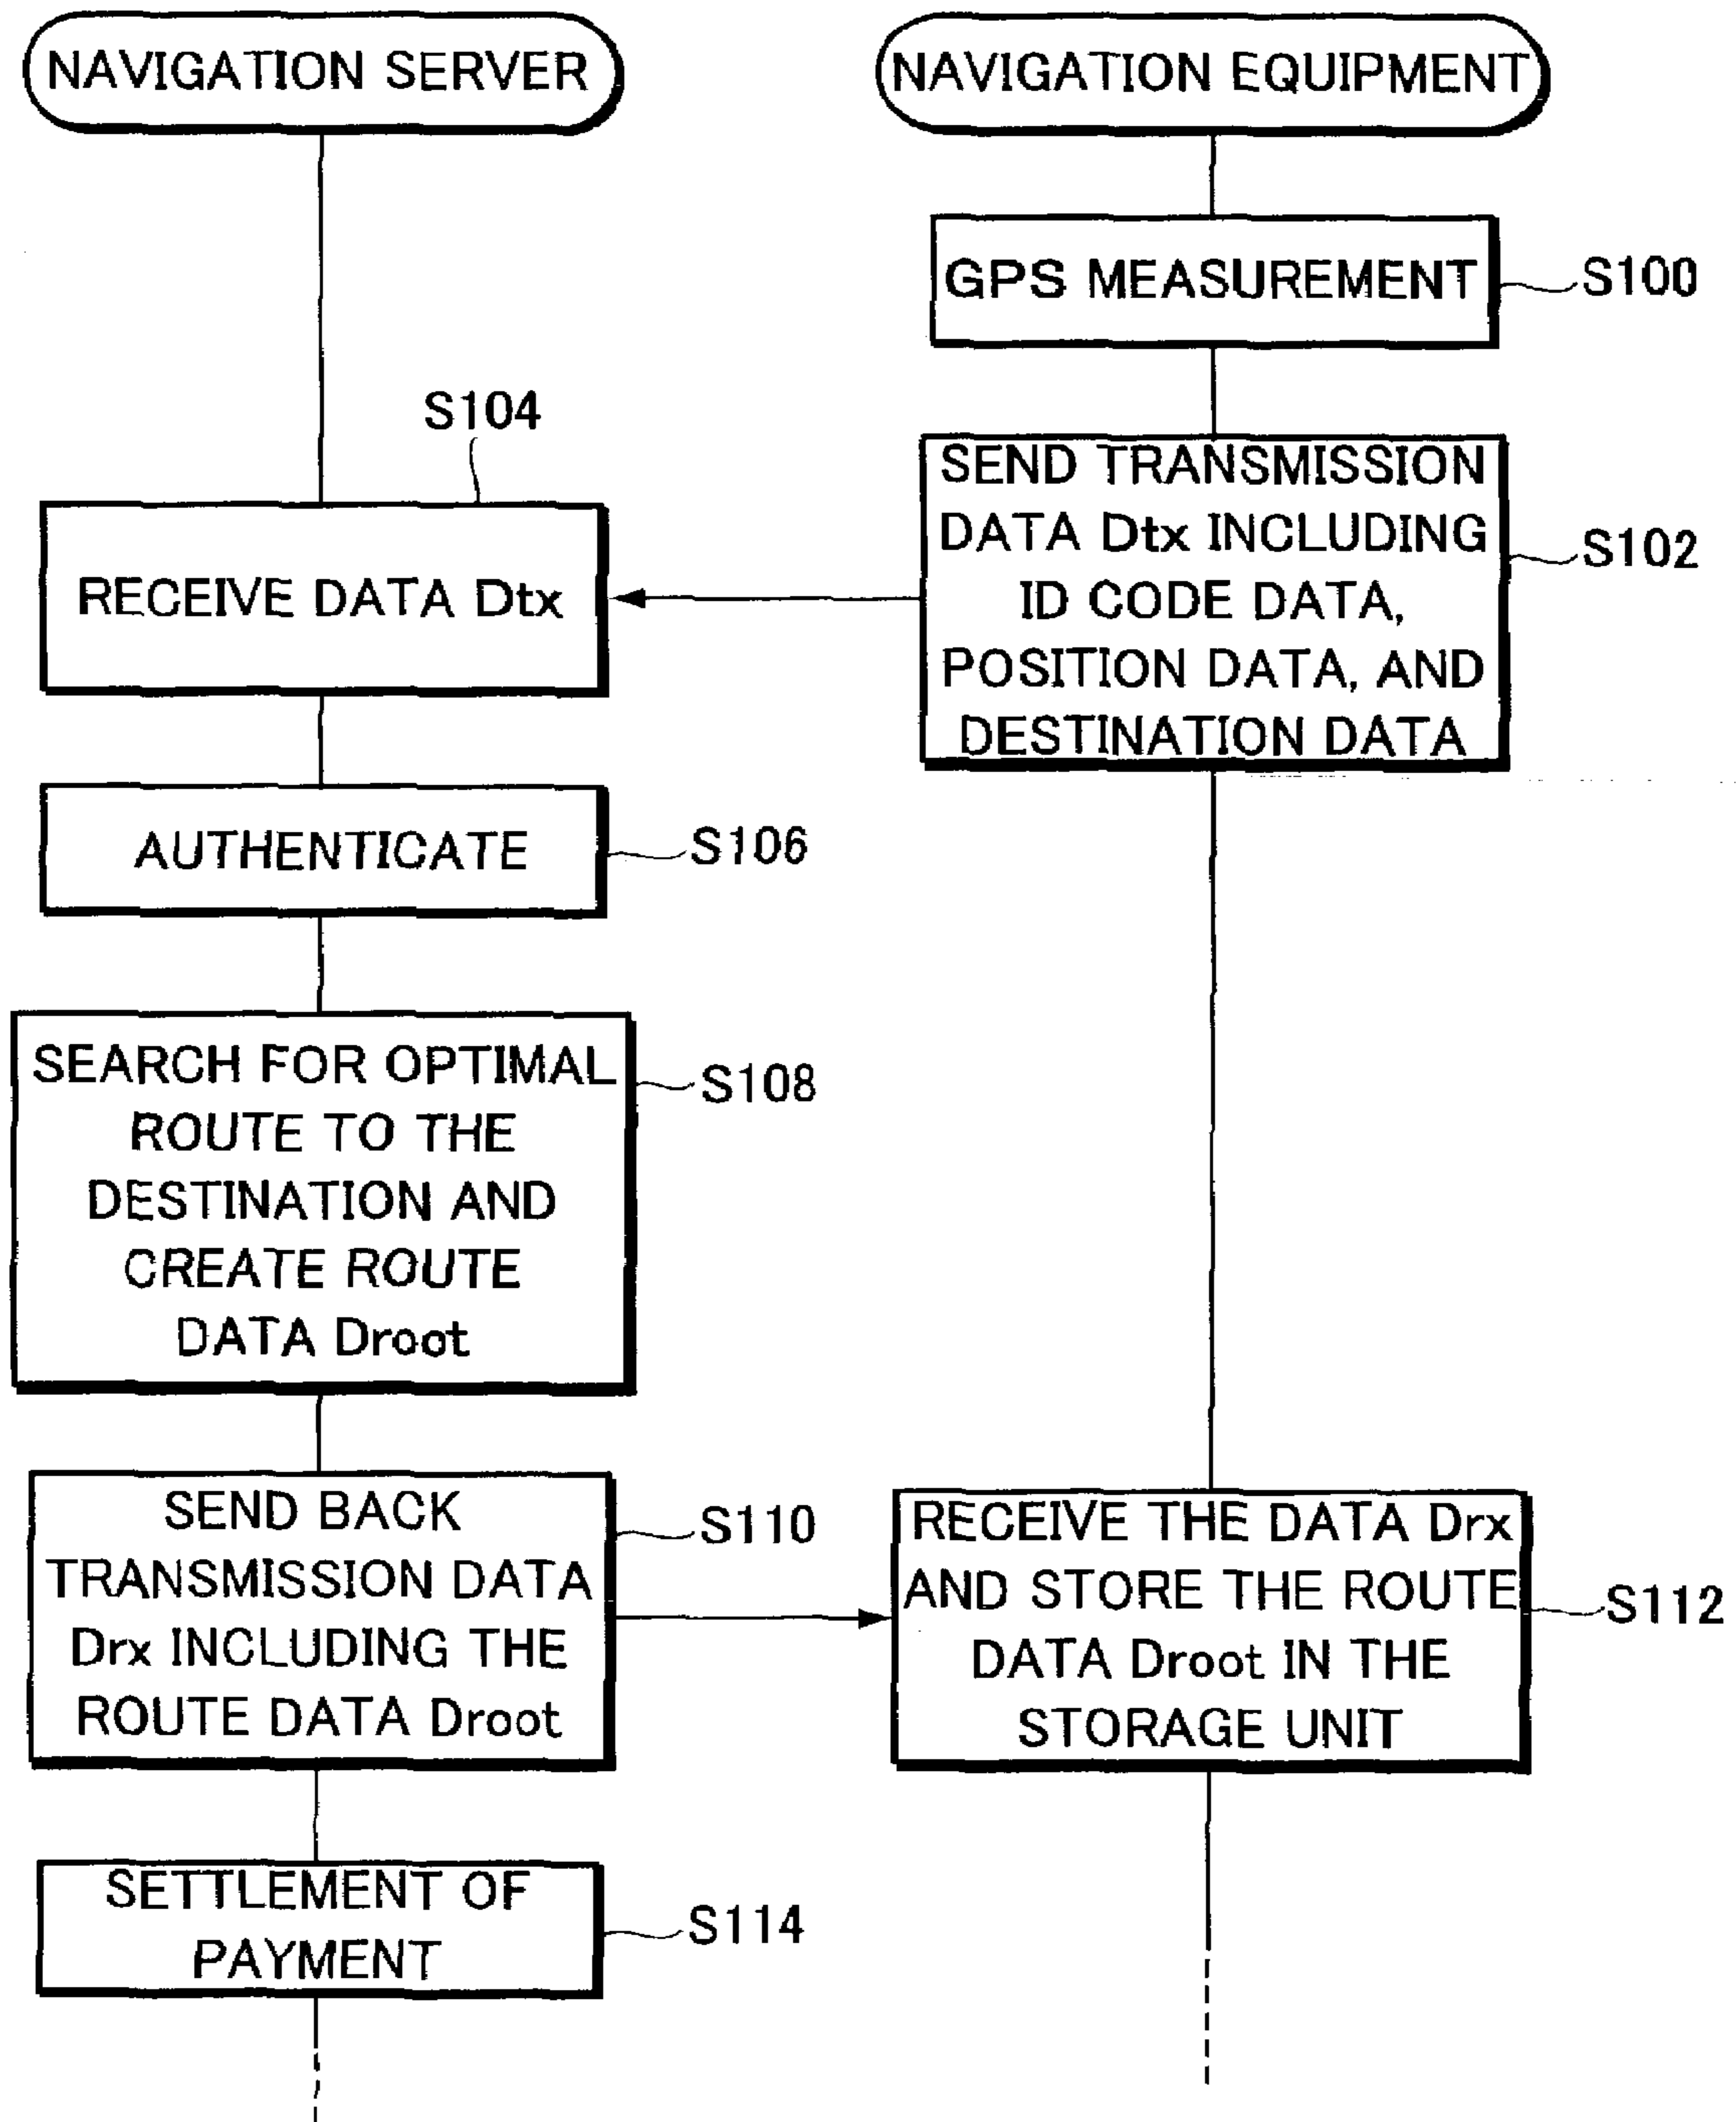 NAVIGATION SERVER
NAVIGATION EQUIPMENT
GPS MEASUREMENT
S100
S104
SEND TRANSMISSION
DATA Dtx INCLUDING
ID CODE DATA,
POSITION DATA, AND
DESTINATION DATA
S102
RECEIVE DATA Dtx
AUTHENTICATE
S106
SEARCH FOR OPTIMAL
ROUTE TO THE
DESTINATION AND
CREATE ROUTE
DATA Droot
S108
SEND BACK
TRANSMISSION DATA
Drx INCLUDING THE
ROUTE DATA Droot
S110
RECEIVE THE DATA Drx
AND STORE THE ROUTE
DATA Droot IN THE
STORAGE UNIT
S112
SETTLEMENT OF
PAYMENT
S114